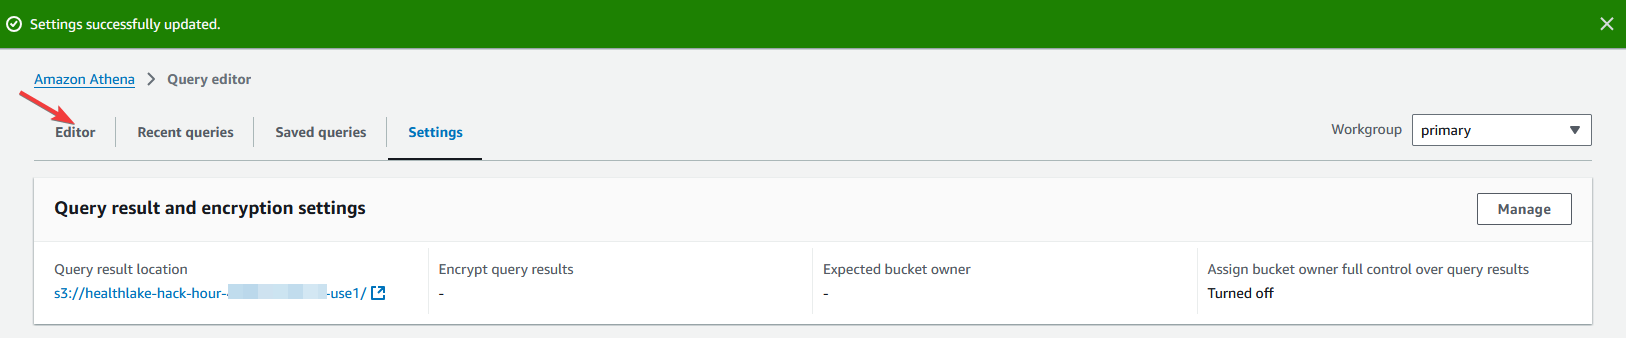 Settings successfully updated.
Amazon Athena > Query editor
Editor
Recent queries
Saved queries
Settings
Workgroup
primary
Query result and encryption settings
Manage
Query result location
s3://healthlake-hack-hour- -use1/
Encrypt query results
-
Expected bucket owner
-
Assign bucket owner full control over query results
Turned off